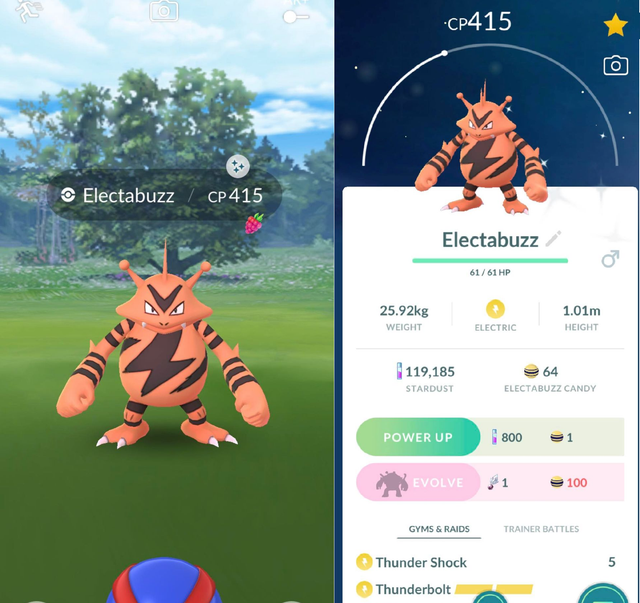 Electabuzz / CP415
CP415
Electabuzz
61 / 61 HP
25.92kg
WEIGHT
ELECTRIC
1.01m
HEIGHT
119,185
STARDUST
64
ELECTABUZZ CANDY
POWER UP 800 1
EVOLVE 1 100
GYMS & RAIDS TRAINER BATTLES
Thunder Shock 5
Thunderbolt